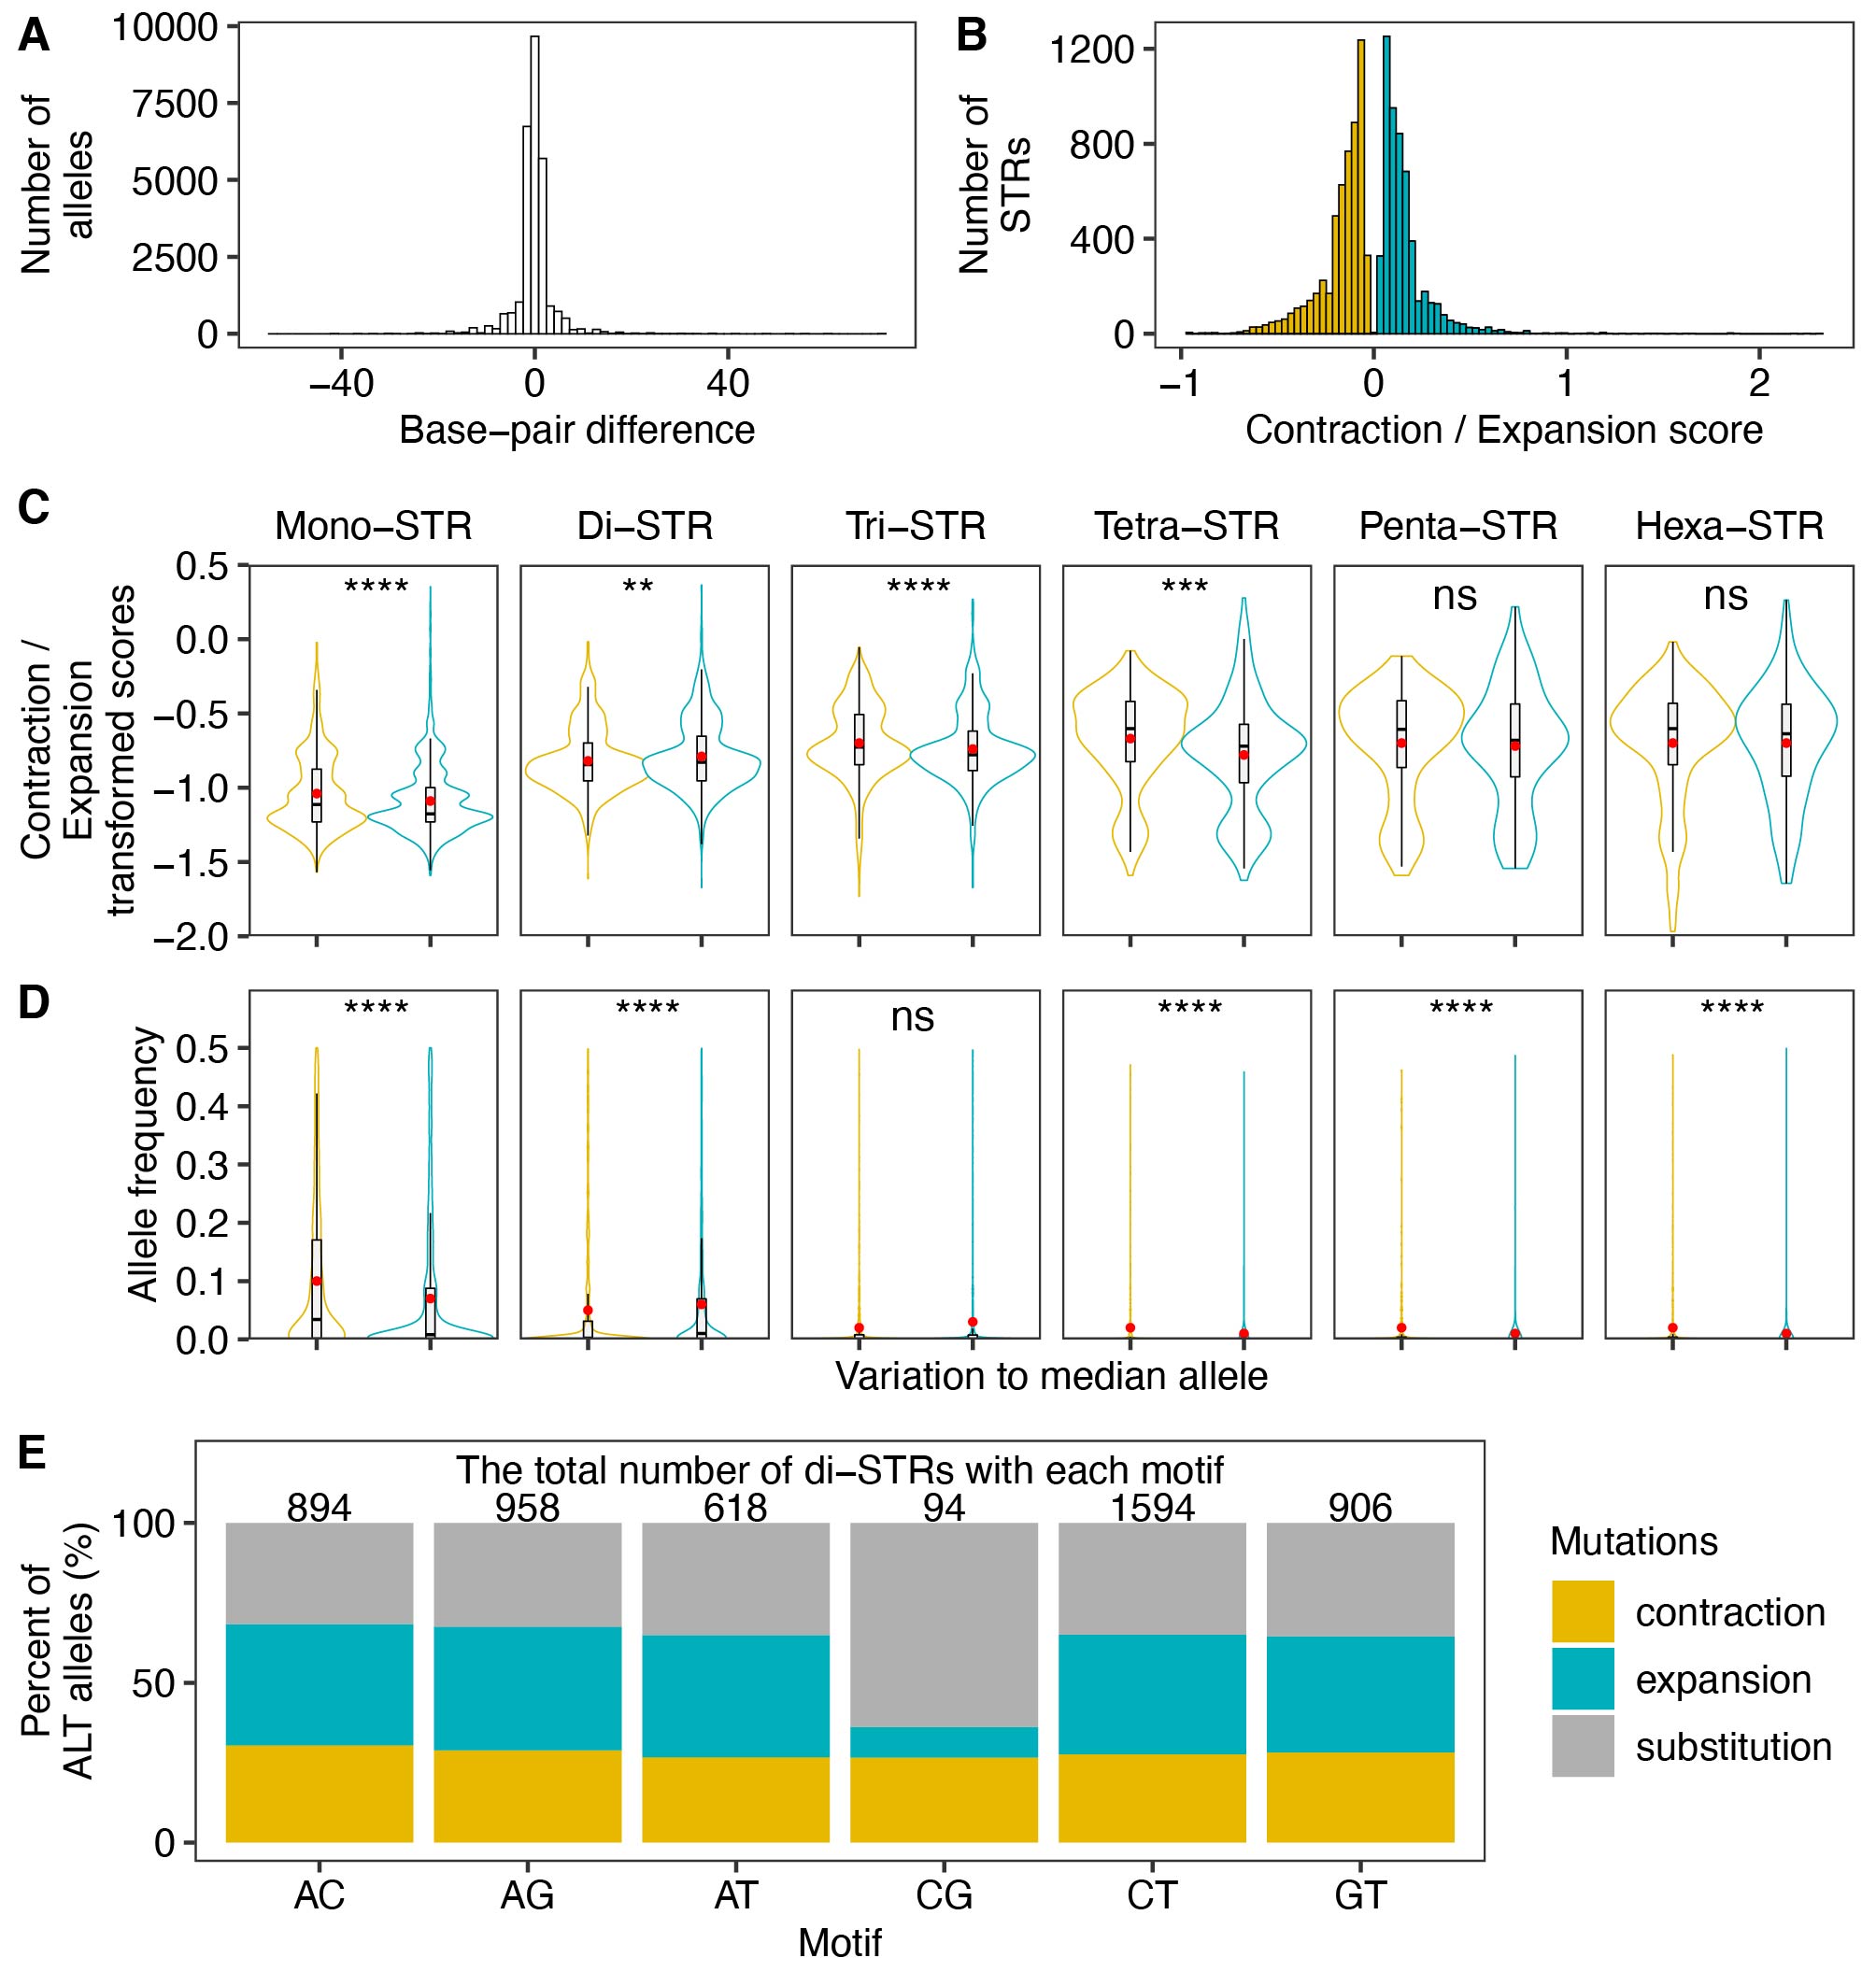 A
10000
7500
5000
2500
0
Number of
alleles
−40 0 40
Base−pair difference
B
1200
800
400
0
Number of
STRs
−1 0 1 2
Contraction / Expansion score
C
Mono−STR Di−STR Tri−STR Tetra−STR Penta−STR Hexa−STR
**** ** **** *** ns ns
0.5
0.0
−0.5
−1.0
−1.5
−2.0
Contraction /
Expansion
transformed scores
D
**** **** ns **** **** ****
0.5
0.4
0.3
0.2
0.1
0.0
Allele frequency
Variation to median allele
E
The total number of di−STRs with each motif
894 958 618 94 1594 906
100
50
0
Percent of
ALT alleles (%)
AC AG AT CG CT GT
Motif
Mutations
contraction
expansion
substitution